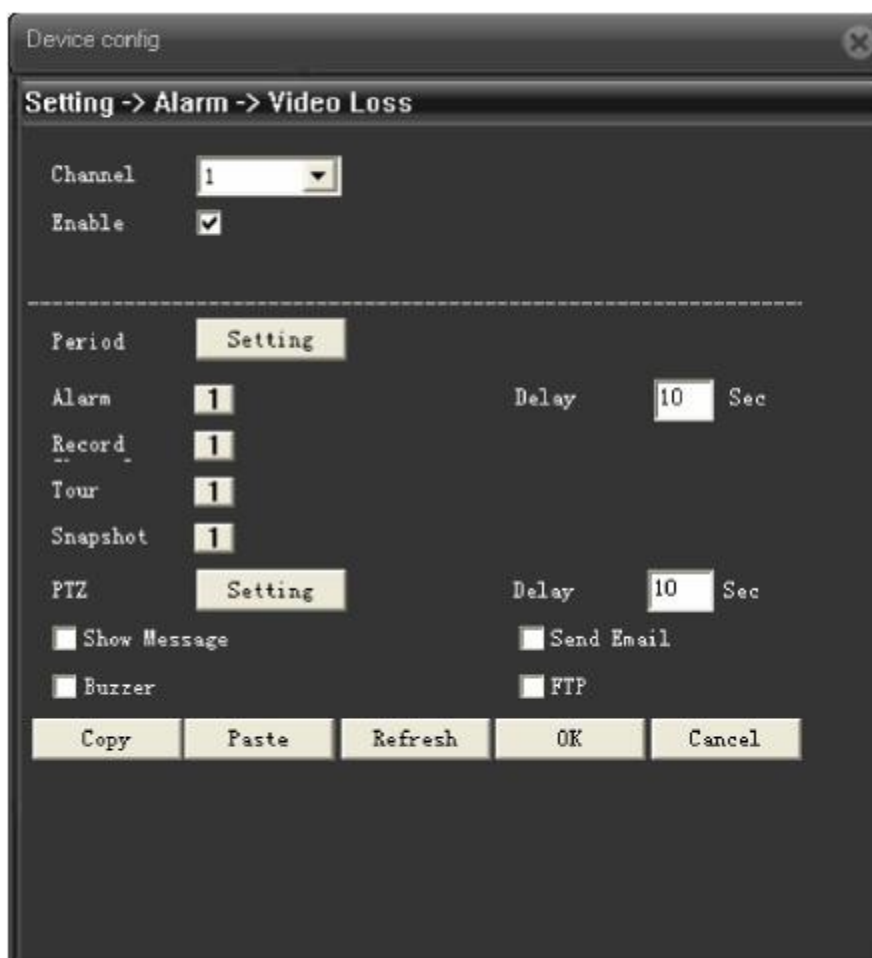 Device config
Setting -> Alarm -> Video Loss
Channel 1
Enable
Period Setting
Alarm 1 Delay 10 Sec
Record 1
Tour 1
Snapshot 1
PTZ Setting Delay 10 Sec
Show Message Send Email
Buzzer FTP
Copy Paste Refresh OK Cancel